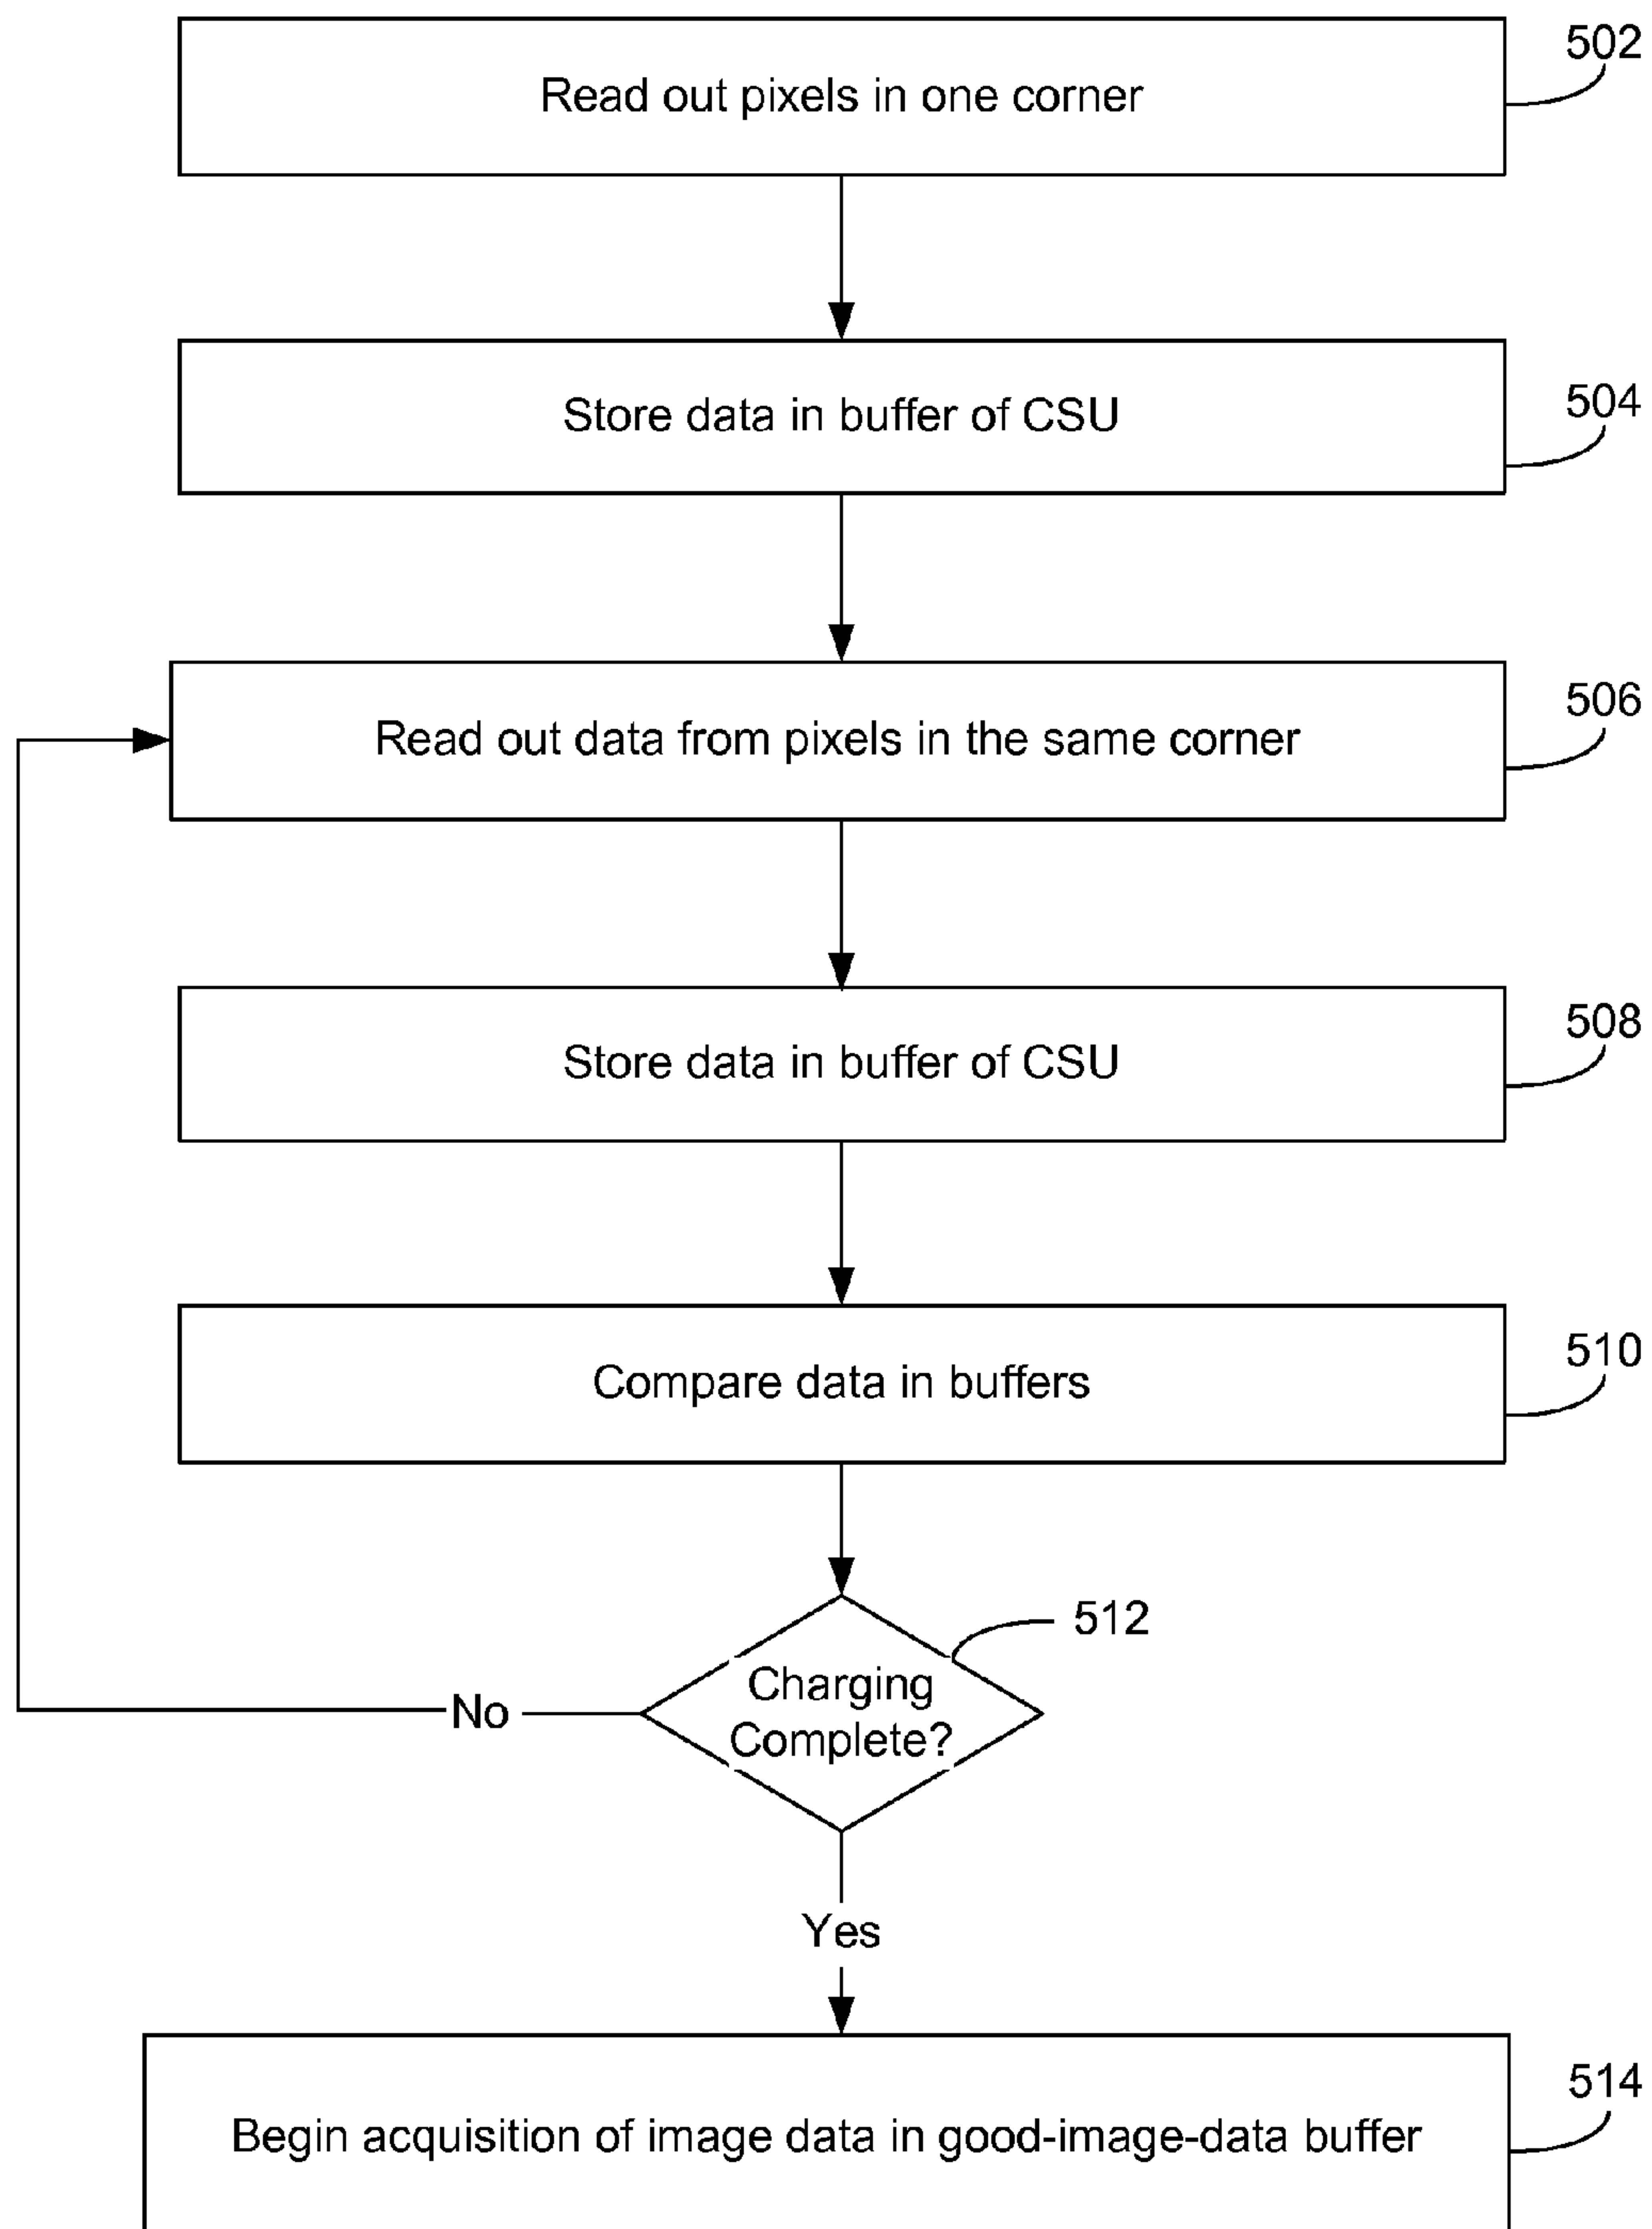 502
Read out pixels in one corner
504
Store data in buffer of CSU
506
Read out data from pixels in the same corner
508
Store data in buffer of CSU
510
Compare data in buffers
512
Charging
Complete?
No
Yes
514
Begin acquisition of image data in good-image-data buffer